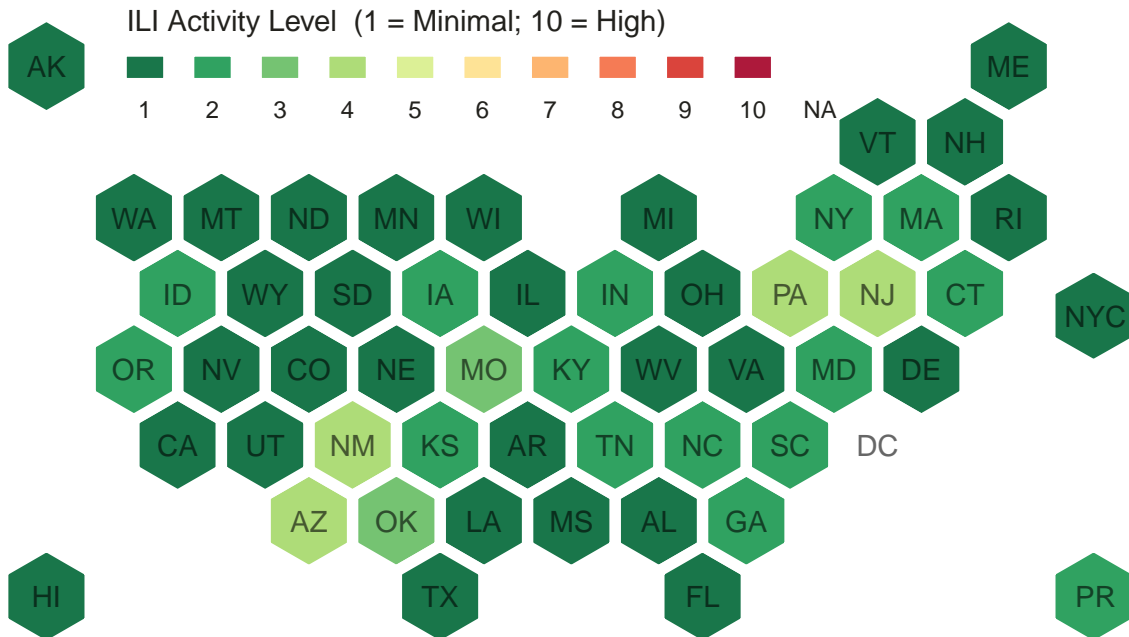 ILI Activity Level (1 = Minimal; 10 = High)
AK
ME
1 2 3 4 5 6 7 8 9 10 NA
VT NH
WA MT ND MN WI MI NY MA RI
ID WY SD IA IL IN OH PA NJ CT
NYC
OR NV CO NE MO KY WV VA MD DE
CA UT NM KS AR TN NC SC DC
AZ OK LA MS AL GA
HI TX FL PR